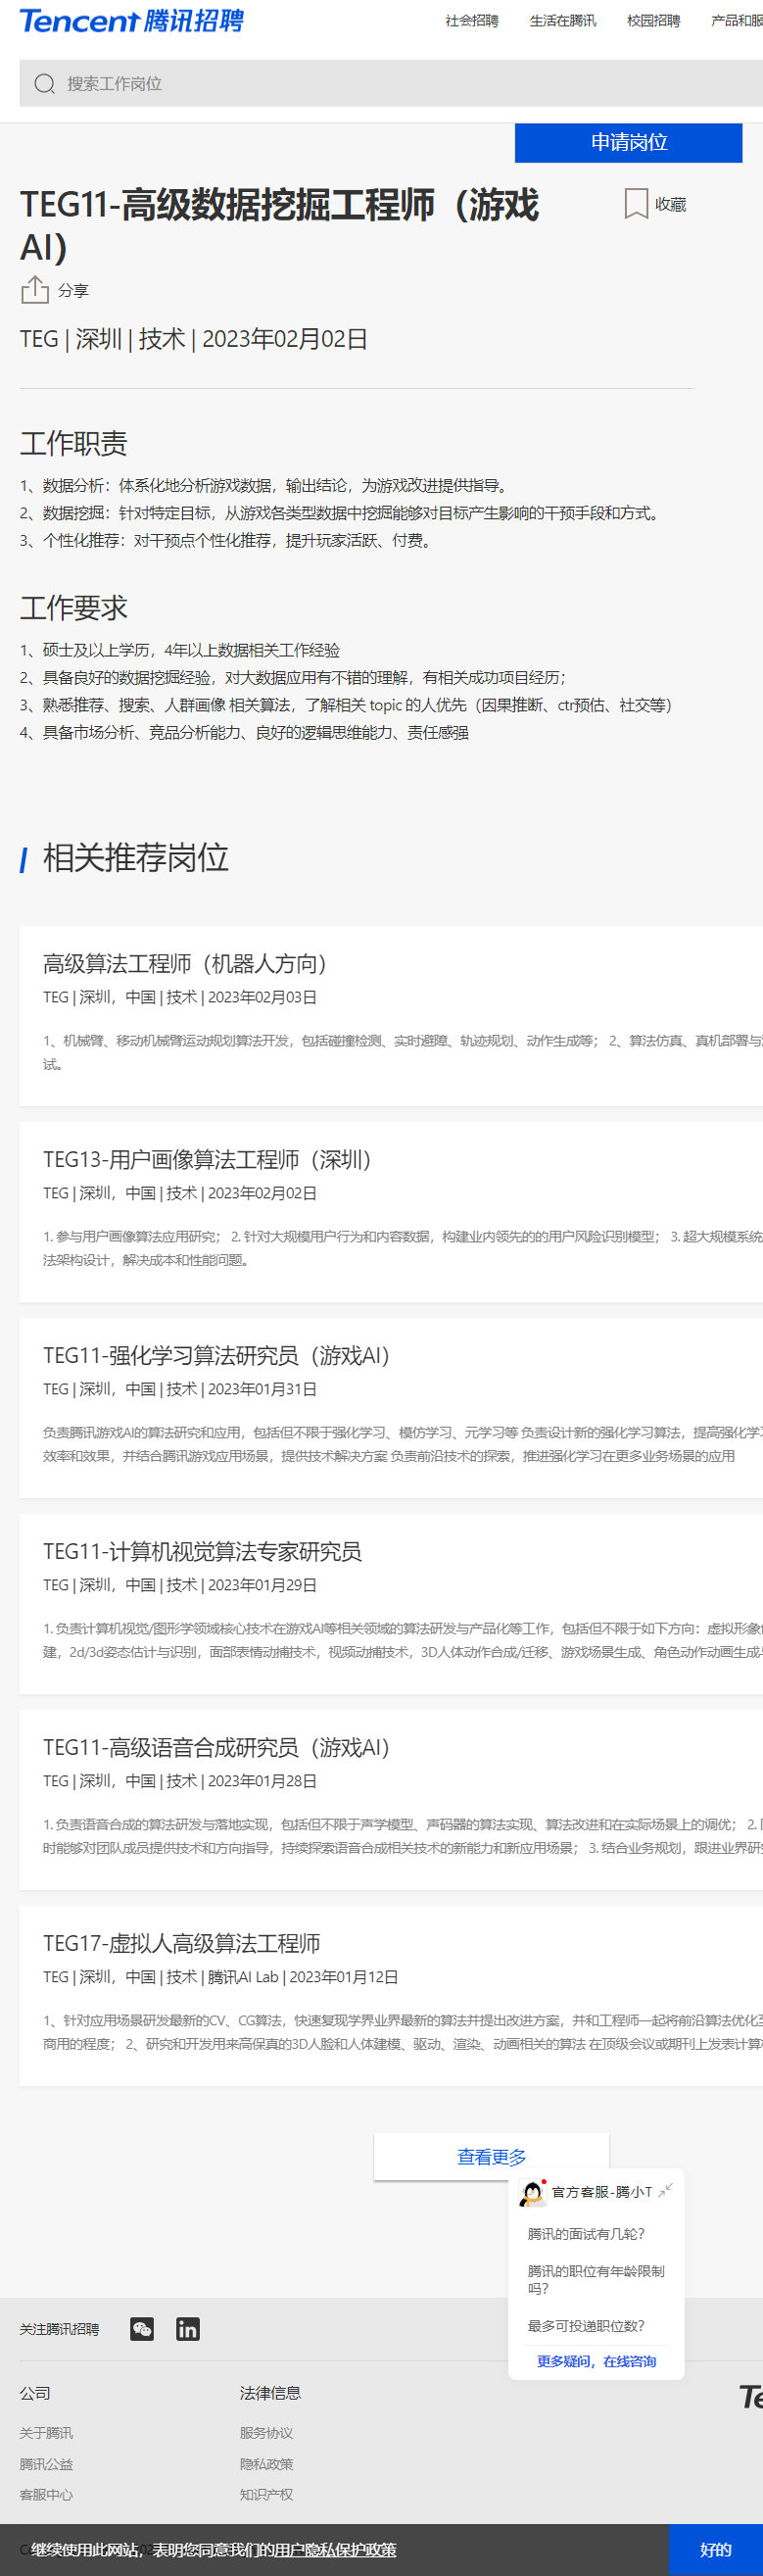 Tencent 腾讯招聘
社会招聘 生活在腾讯 校园招聘 产品和服
搜索工作岗位
申请岗位
TEG11-高级数据挖掘工程师（游戏
AI）
收藏
分享
TEG | 深圳 | 技术 | 2023年02月02日
工作职责
1、数据分析：体系化地分析游戏数据，输出结论，为游戏改进提供指导。
2、数据挖掘：针对特定目标，从游戏各类型数据中挖掘能够对目标产生影响的干预手段和方式。
3、个性化推荐：对干预点个性化推荐，提升玩家活跃、付费。
工作要求
1、硕士及以上学历，4年以上数据相关工作经验
2、具备良好的数据挖掘经验，对大数据应用有不错的理解，有相关成功项目经历；
3、熟悉推荐、搜索、人群画像 相关算法，了解相关 topic 的人优先（因果推断、ctr预估、社交等）
4、具备市场分析、竞品分析能力、良好的逻辑思维能力、责任感强
相关推荐岗位
高级算法工程师（机器人方向）
TEG | 深圳，中国 | 技术 | 2023年02月03日
1、机械臂、移动机械臂运动规划算法开发，包括碰撞检测、实时避障、轨迹规划、动作生成等； 2、算法仿真、真机部署与
试。
TEG13-用户画像算法工程师（深圳）
TEG | 深圳，中国 | 技术 | 2023年02月02日
1. 参与用户画像算法应用研究； 2. 针对大规模用户行为和内容数据，构建业内领先的的用户风险识别模型； 3. 超大规模系统
法架构设计，解决成本和性能问题。
TEG11-强化学习算法研究员（游戏AI）
TEG | 深圳，中国 | 技术 | 2023年01月31日
负责腾讯游戏AI的算法研究和应用，包括但不限于强化学习、模仿学习、元学习等 负责设计新的强化学习算法，提高强化学习
效率和效果，并结合腾讯游戏应用场景，提供技术解决方案 负责前沿技术的探索，推进强化学习在更多业务场景的应用
TEG11-计算机视觉算法专家研究员
TEG | 深圳，中国 | 技术 | 2023年01月29日
1. 负责计算机视觉/图形学领域核心技术在游戏AI等相关领域的算法研发与产品化等工作，包括但不限于如下方向：虚拟形象
建，2d/3d姿态估计与识别，面部表情动捕技术，视频动捕技术，3D人体动作合成/迁移、游戏场景生成、角色动作动画生成
TEG11-高级语音合成研究员（游戏AI）
TEG | 深圳，中国 | 技术 | 2023年01月28日
1. 负责语音合成的算法研发与落地实现，包括但不限于声学模型、声码器的算法实现、算法改进和在实际场景上的调优； 2.
时能够对团队成员提供技术和方向指导，持续探索语音合成相关技术的新能力和新应用场景； 3. 结合业务规划，跟进业界研
TEG17-虚拟人高级算法工程师
TEG | 深圳，中国 | 技术 | 腾讯AI Lab | 2023年01月12日
1、针对应用场景研发最新的CV、CG算法，快速复现学界业界最新的算法并提出改进方案，并和工程师一起将前沿算法优化至
商用的程度； 2、研究和开发用来高保真的3D人脸和人体建模、驱动、渲染、动画相关的算法 在顶级会议或期刊上发表计算
查看更多
官方客服-腾小T
腾讯的面试有几轮？
腾讯的职位有年龄限制
吗？
最多可投递职位数？
更多疑问，在线咨询
关注腾讯招聘
公司 法律信息
关于腾讯 服务协议
腾讯公益 隐私政策
客服中心 知识产权
继续使用此网站，表明您同意我们的用户隐私保护政策 好的